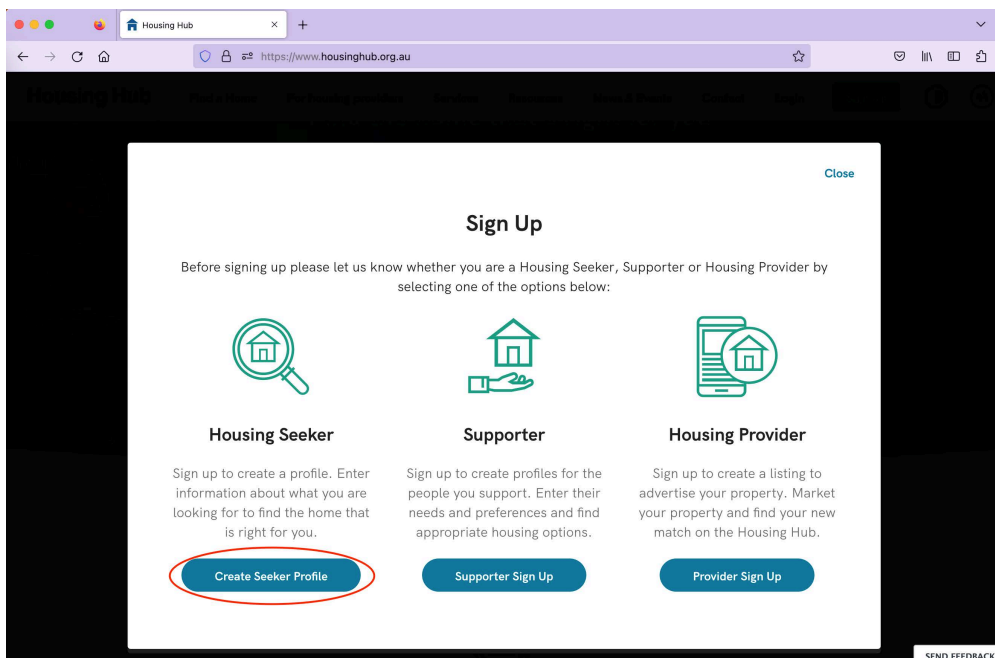 Housing Hub
https://www.housinghub.org.au
Housing Hub
Close
Sign Up
Before signing up please let us know whether you are a Housing Seeker, Supporter or Housing Provider by
selecting one of the options below:
Housing Seeker
Sign up to create a profile. Enter
information about what you are
looking for to find the home that
is right for you.
Create Seeker Profile
Supporter
Sign up to create profiles for the
people you support. Enter their
needs and preferences and find
appropriate housing options.
Supporter Sign Up
Housing Provider
Sign up to create a listing to
advertise your property. Market
your property and find your new
match on the Housing Hub.
Provider Sign Up
SEND FEEDBACK